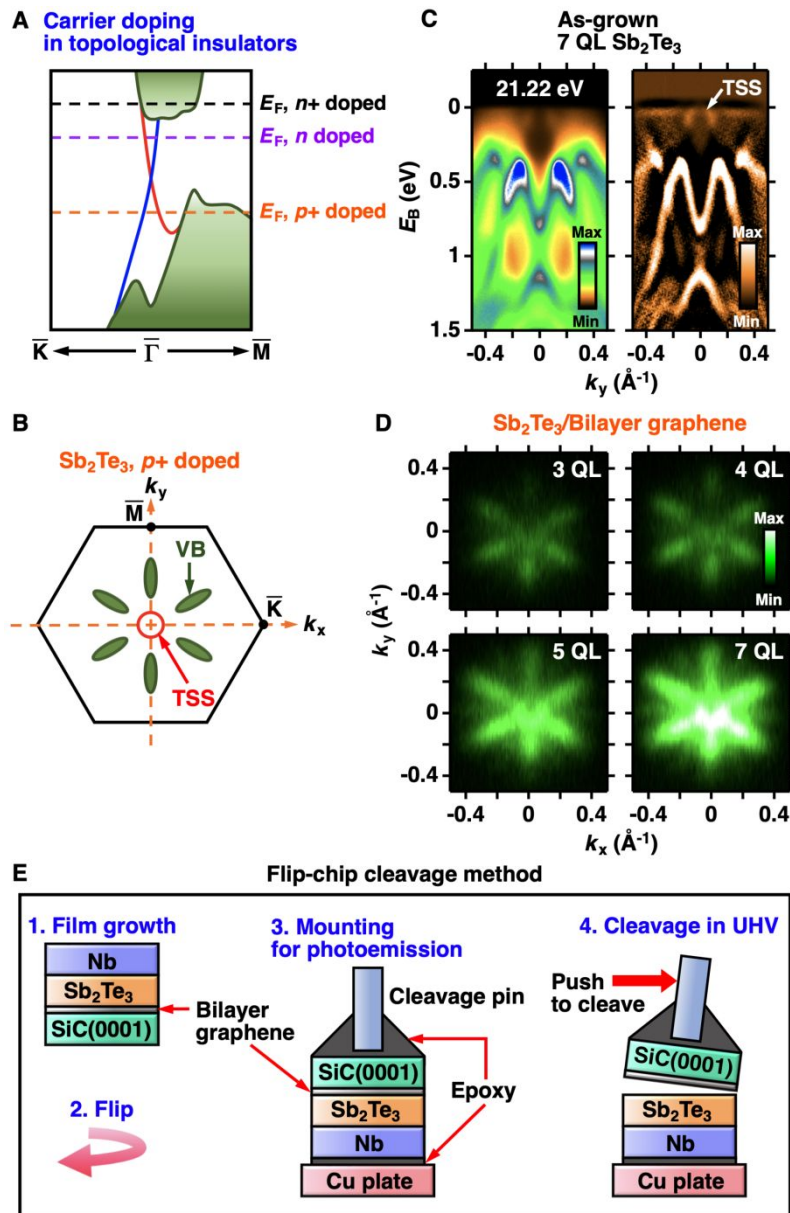 A
Carrier doping
in topological insulators
E_F, n+ doped
E_F, n doped
E_F, p+ doped
K̅
Γ̅
M̅
B
Sb₂Te₃, p+ doped
k_y
M̅
VB
K̅
k_x
TSS
C
As-grown
7 QL Sb₂Te₃
21.22 eV
TSS
0
0.5
1
1.5
E_B (eV)
Max
Min
Max
Min
-0.4 0 0.4
-0.4 0 0.4
k_y (Å⁻¹)
D
Sb₂Te₃/Bilayer graphene
3 QL
4 QL
0.4
0
-0.4
Max
Min
k_y (Å⁻¹)
5 QL
7 QL
0.4
0
-0.4
-0.4 0 0.4
-0.4 0 0.4
k_x (Å⁻¹)
E
Flip-chip cleavage method
1. Film growth
Nb
Sb₂Te₃
SiC(0001)
Bilayer
graphene
2. Flip
3. Mounting
for photoemission
Cleavage pin
SiC(0001)
Sb₂Te₃
Nb
Cu plate
Epoxy
4. Cleavage in UHV
Push
to cleave
SiC(0001)
Sb₂Te₃
Nb
Cu plate